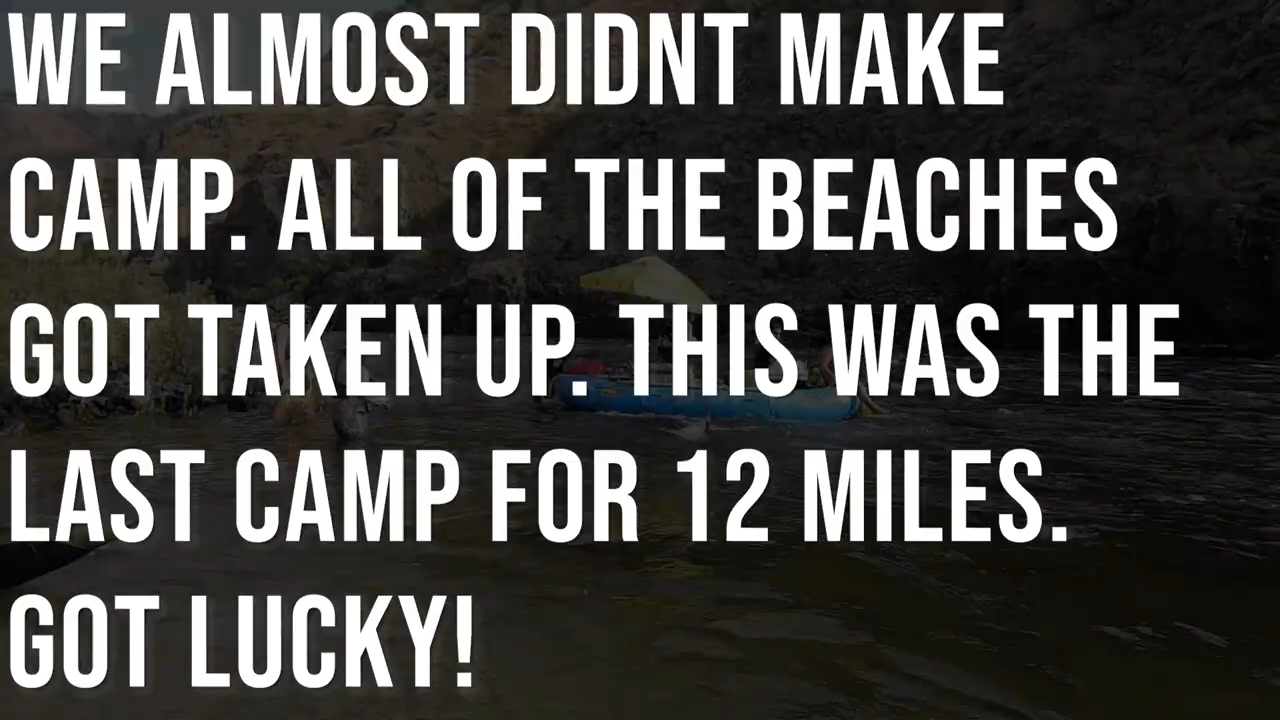 WE ALMOST DIDNT MAKE
CAMP. ALL OF THE BEACHES
GOT TAKEN UP. THIS WAS THE
LAST CAMP FOR 12 MILES.
GOT LUCKY!